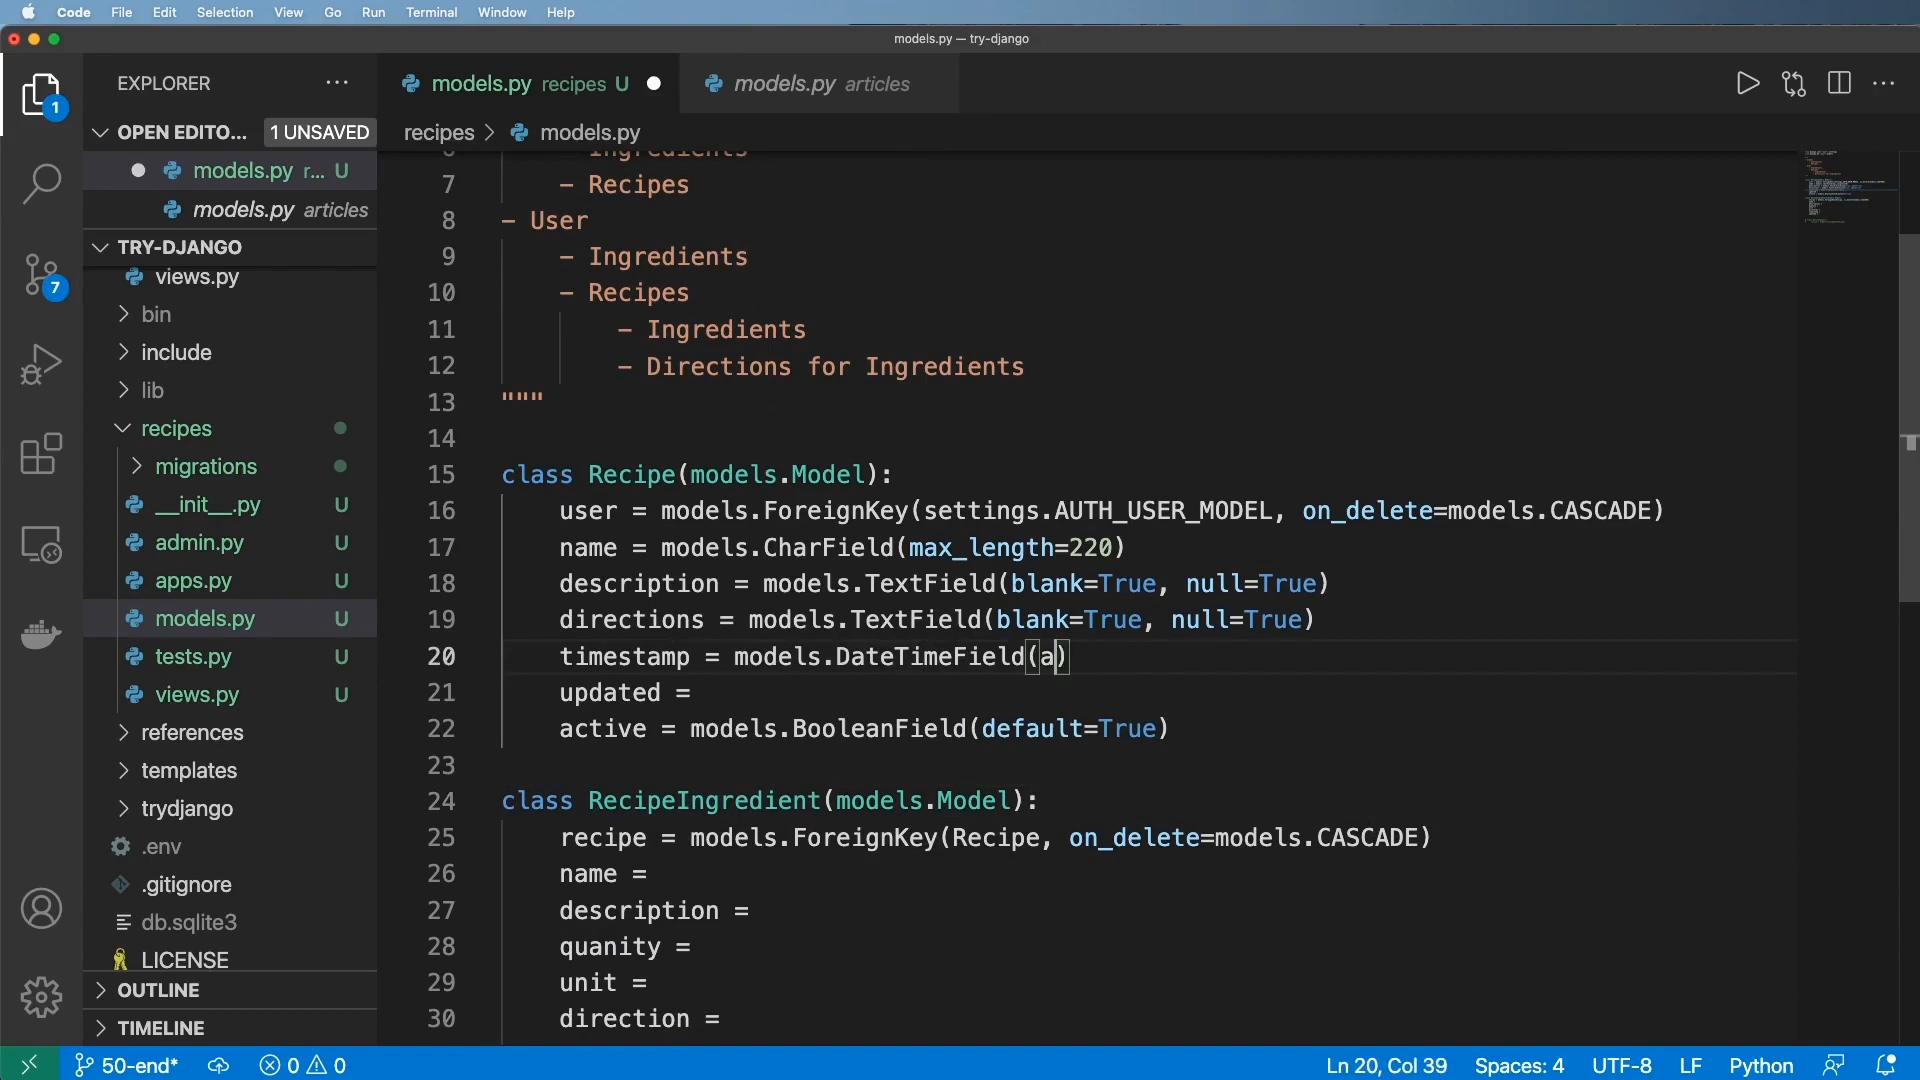 Code File Edit Selection View Go Run Terminal Window Help
models.py — try-django
EXPLORER
OPEN EDITO... 1 UNSAVED
models.py r... U
models.py articles
TRY-DJANGO
views.py
bin
include
lib
recipes
migrations
__init__.py U
admin.py U
apps.py U
models.py U
tests.py U
views.py U
references
templates
trydjango
.env
.gitignore
db.sqlite3
LICENSE
OUTLINE
TIMELINE
1
7
models.py recipes U
models.py articles
recipes > models.py
6 - Ingredients
7 - Recipes
8 - User
9 - Ingredients
10 - Recipes
11 - Ingredients
12 - Directions for Ingredients
13 """
14
15 class Recipe(models.Model):
16 user = models.ForeignKey(settings.AUTH_USER_MODEL, on_delete=models.CASCADE)
17 name = models.CharField(max_length=220)
18 description = models.TextField(blank=True, null=True)
19 directions = models.TextField(blank=True, null=True)
20 timestamp = models.DateTimeField(a)
21 updated =
22 active = models.BooleanField(default=True)
23
24 class RecipeIngredient(models.Model):
25 recipe = models.ForeignKey(Recipe, on_delete=models.CASCADE)
26 name =
27 description =
28 quanity =
29 unit =
30 direction =
50-end* 0 0 Ln 20, Col 39 Spaces: 4 UTF-8 LF Python